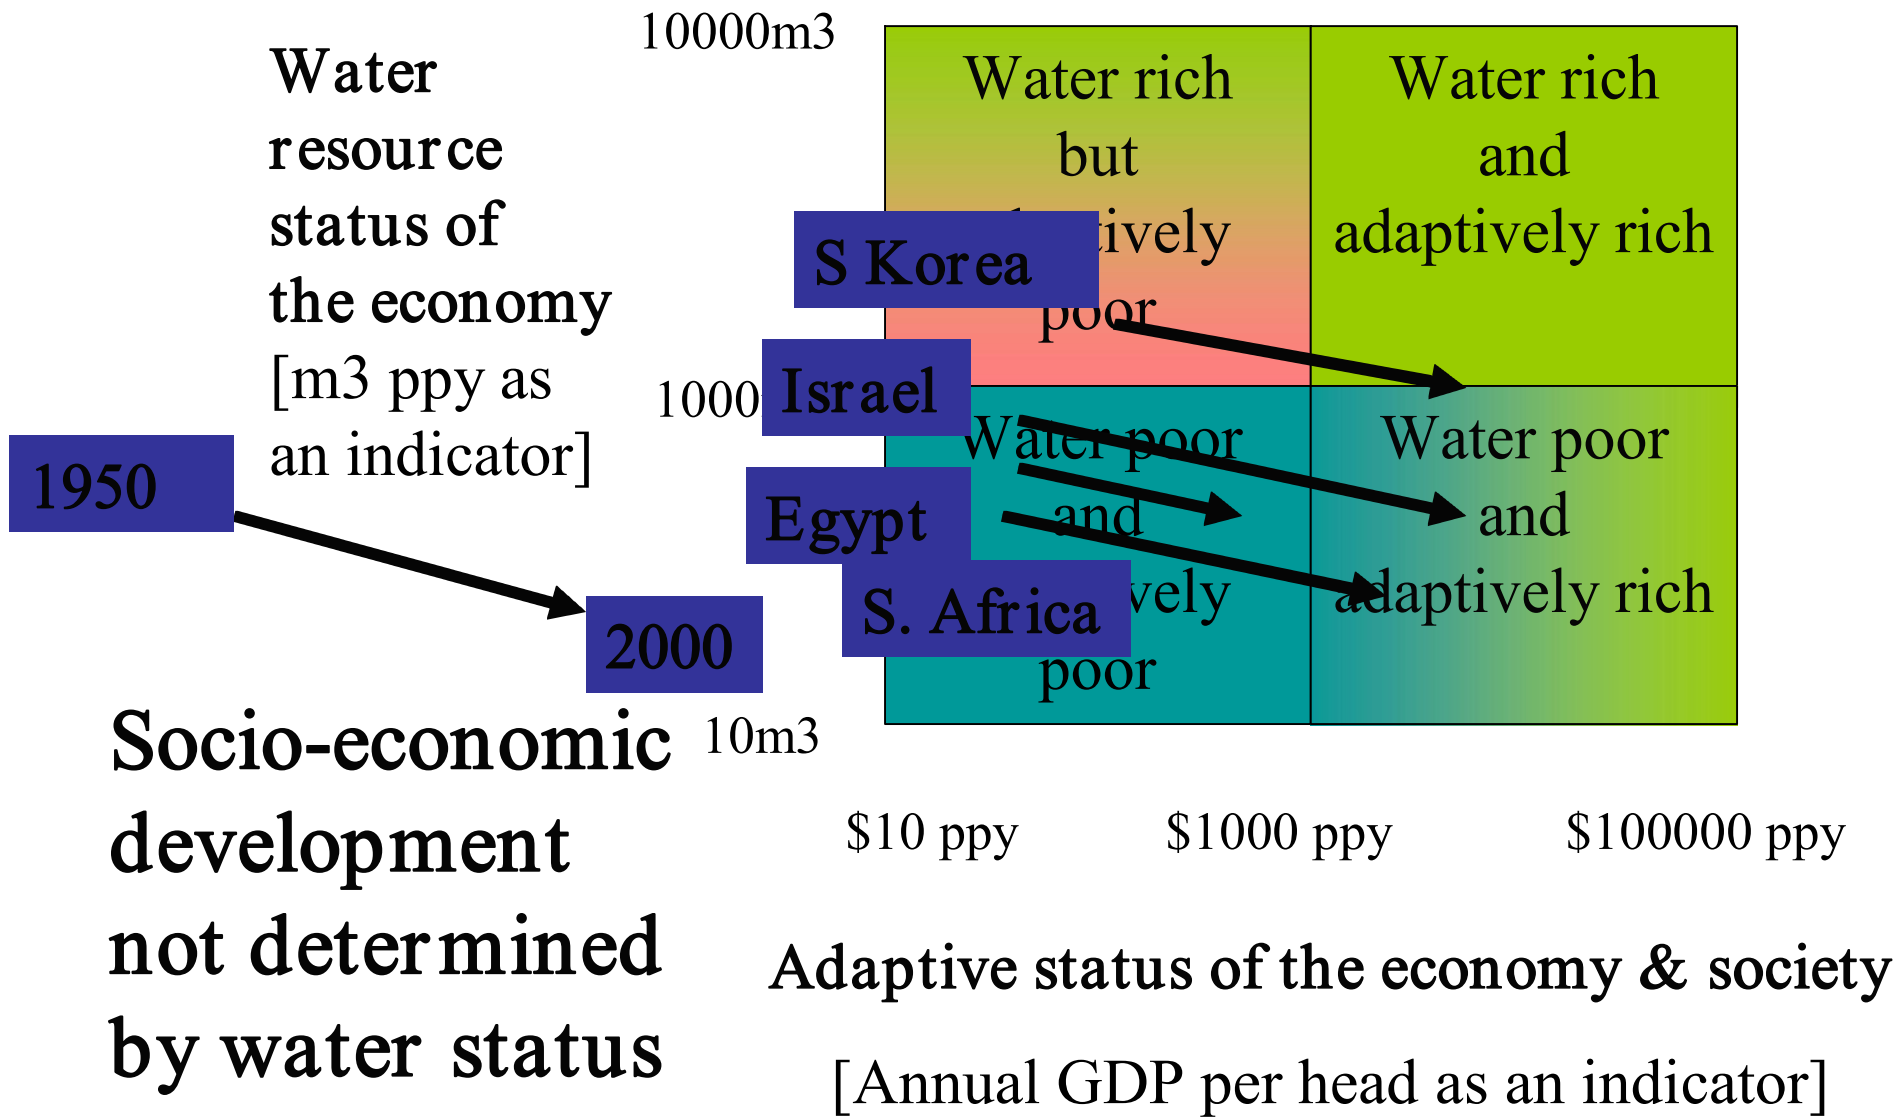 Water
resource
status of
the economy
[m3 ppy as
an indicator]
1950
2000
Socio-economic
development
not determined
by water status
10000m3
1000
10m3
Water rich
but
poor
Water rich
and
adaptively rich
S Korea
Israel
Egypt
S. Africa
Water poor
and
poor
Water poor
and
adaptively rich
$10 ppy
$1000 ppy
$100000 ppy
Adaptive status of the economy & society
[Annual GDP per head as an indicator]